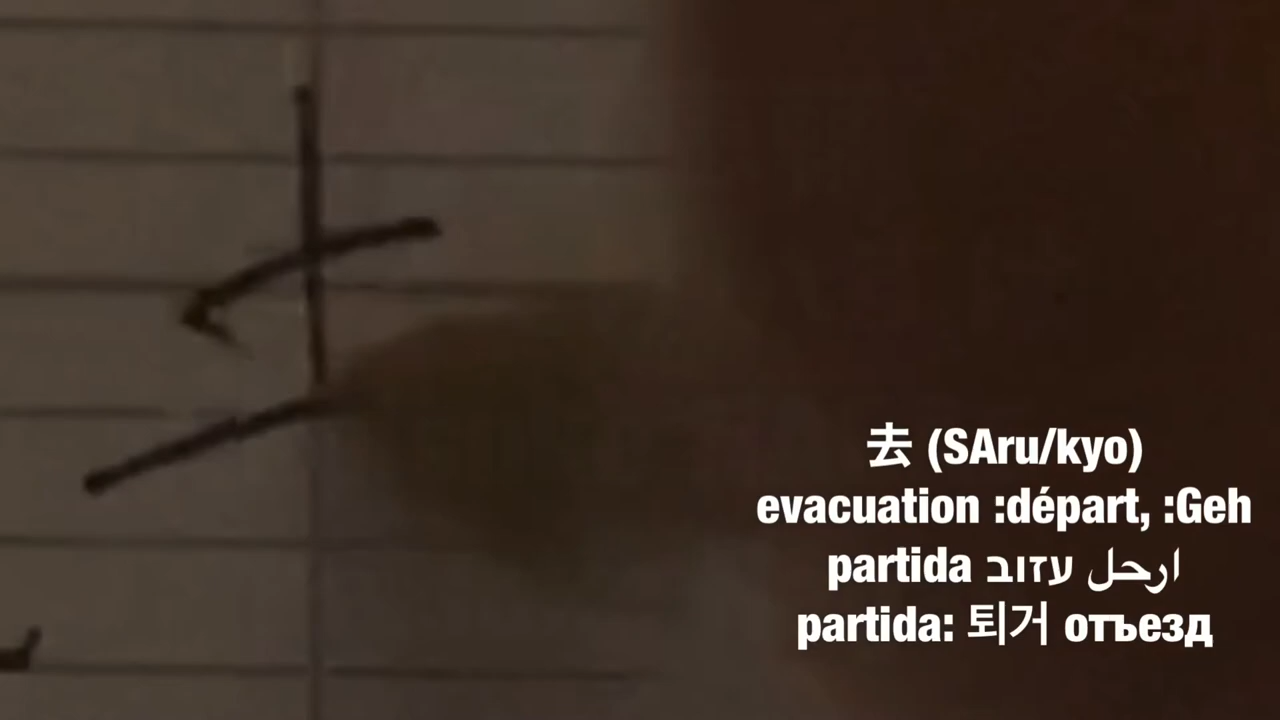 去 (SAru/kyo)
evacuation :départ, :Geh
partida עזוב ارحل
partida: 퇴거 отъезд